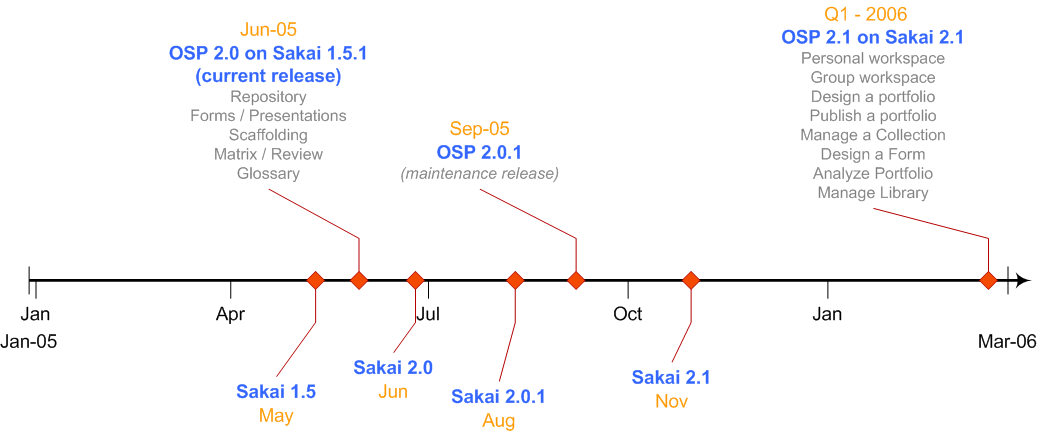 Jun-05
OSP 2.0 on Sakai 1.5.1
(current release)
Repository
Forms / Presentations
Scaffolding
Matrix / Review
Glossary
Sep-05
OSP 2.0.1
(maintenance release)
Q1 - 2006
OSP 2.1 on Sakai 2.1
Personal workspace
Group workspace
Design a portfolio
Publish a portfolio
Manage a Collection
Design a Form
Analyze Portfolio
Manage Library
Jan
Apr
Jul
Oct
Jan
Jan-05
Mar-06
Sakai 1.5
May
Sakai 2.0
Jun
Sakai 2.0.1
Aug
Sakai 2.1
Nov